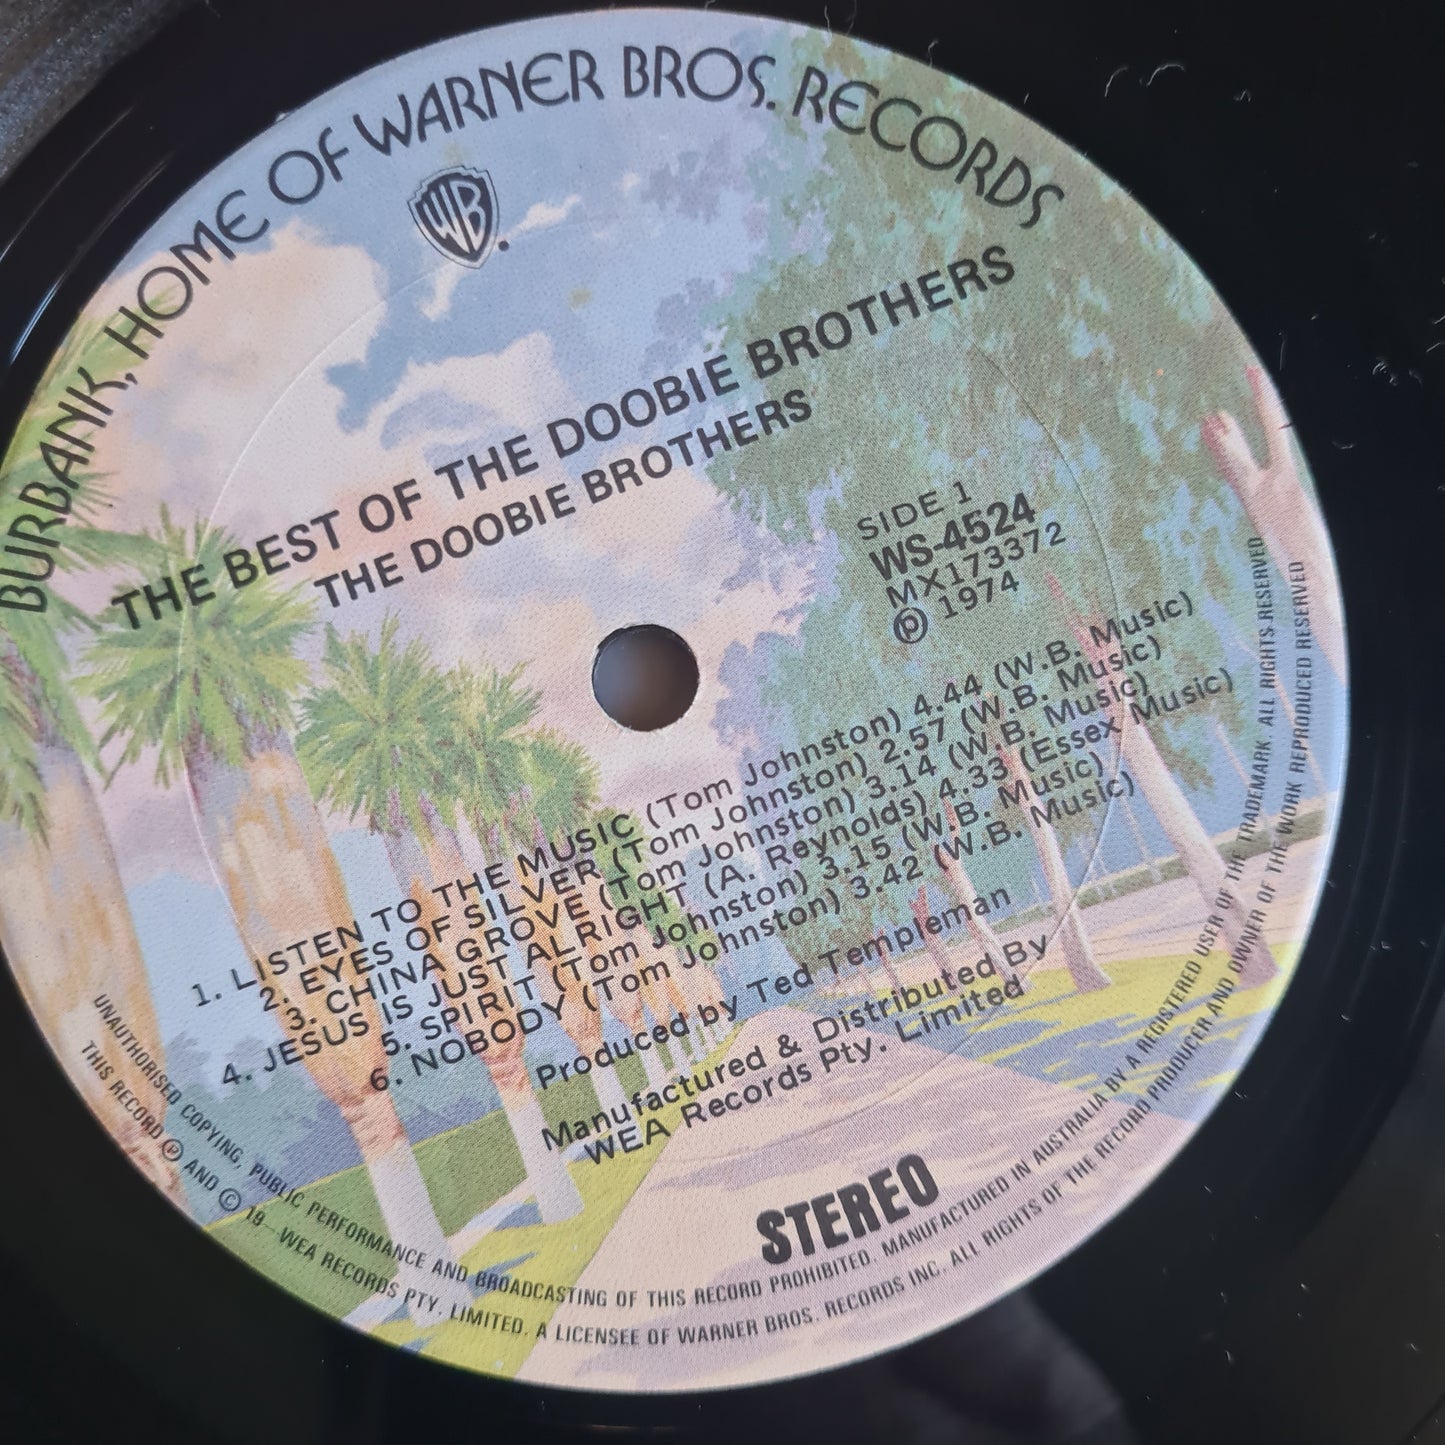 BURBANK, HOME OF WARNER BROS. RECORDS
WB
THE BEST OF THE DOOBIE BROTHERS
THE DOOBIE BROTHERS
SIDE 1
WS-4524
MX173372
Ⓟ 1974
1. LISTEN TO THE MUSIC (Tom Johnston) 4.44 (W.B. Music)
2. EYES OF SILVER (Tom Johnston) 2.57 (W.B. Music)
3. CHINA GROVE (Tom Johnston) 3.14 (W.B. Music)
4. JESUS IS JUST ALRIGHT (A. Reynolds) 4.33 (Essex Music)
5. SPIRIT (Tom Johnston) 3.15 (W.B. Music)
6. NOBODY (Tom Johnston) 3.42 (W.B. Music)
Produced by Ted Templeman
Manufactured & Distributed By
WEA Records Pty. Limited
STEREO
UNAUTHORISED COPYING, PUBLIC PERFORMANCE AND BROADCASTING OF THIS RECORD PROHIBITED. MANUFACTURED IN AUSTRALIA BY A REGISTERED USER OF THE TRADEMARK. ALL RIGHTS RESERVED
THIS RECORD Ⓟ AND © 19— WEA RECORDS PTY. LIMITED. A LICENSEE OF WARNER BROS. RECORDS INC. ALL RIGHTS OF THE RECORD PRODUCER AND OWNER OF THE WORK REPRODUCED RESERVED